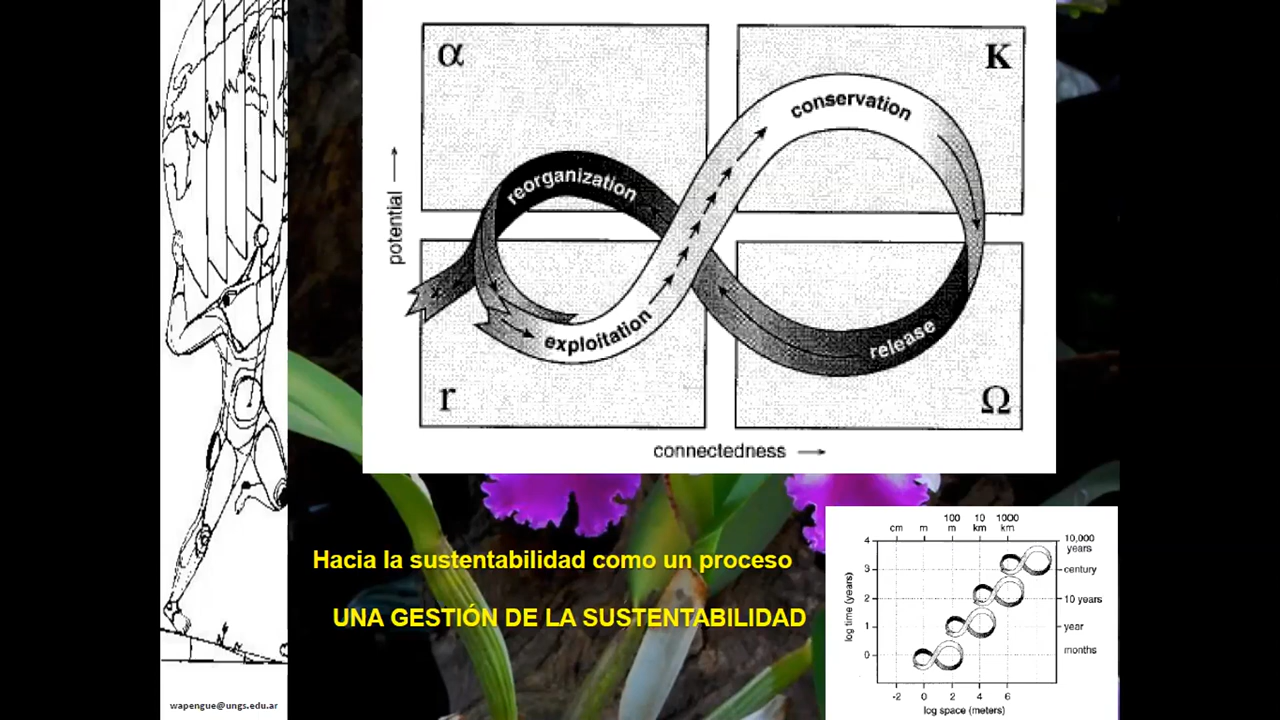 α
K
conservation
reorganization
potential
exploitation
release
r
Ω
connectedness
Hacia la sustentabilidad como un proceso
UNA GESTIÓN DE LA SUSTENTABILIDAD
cm m 100 m 10 km 1000 km
4 10,000 years
3 century
2 10 years
1 year
0 months
log time (years)
-2 0 2 4 6
log space (meters)
wapengue@ungs.edu.ar